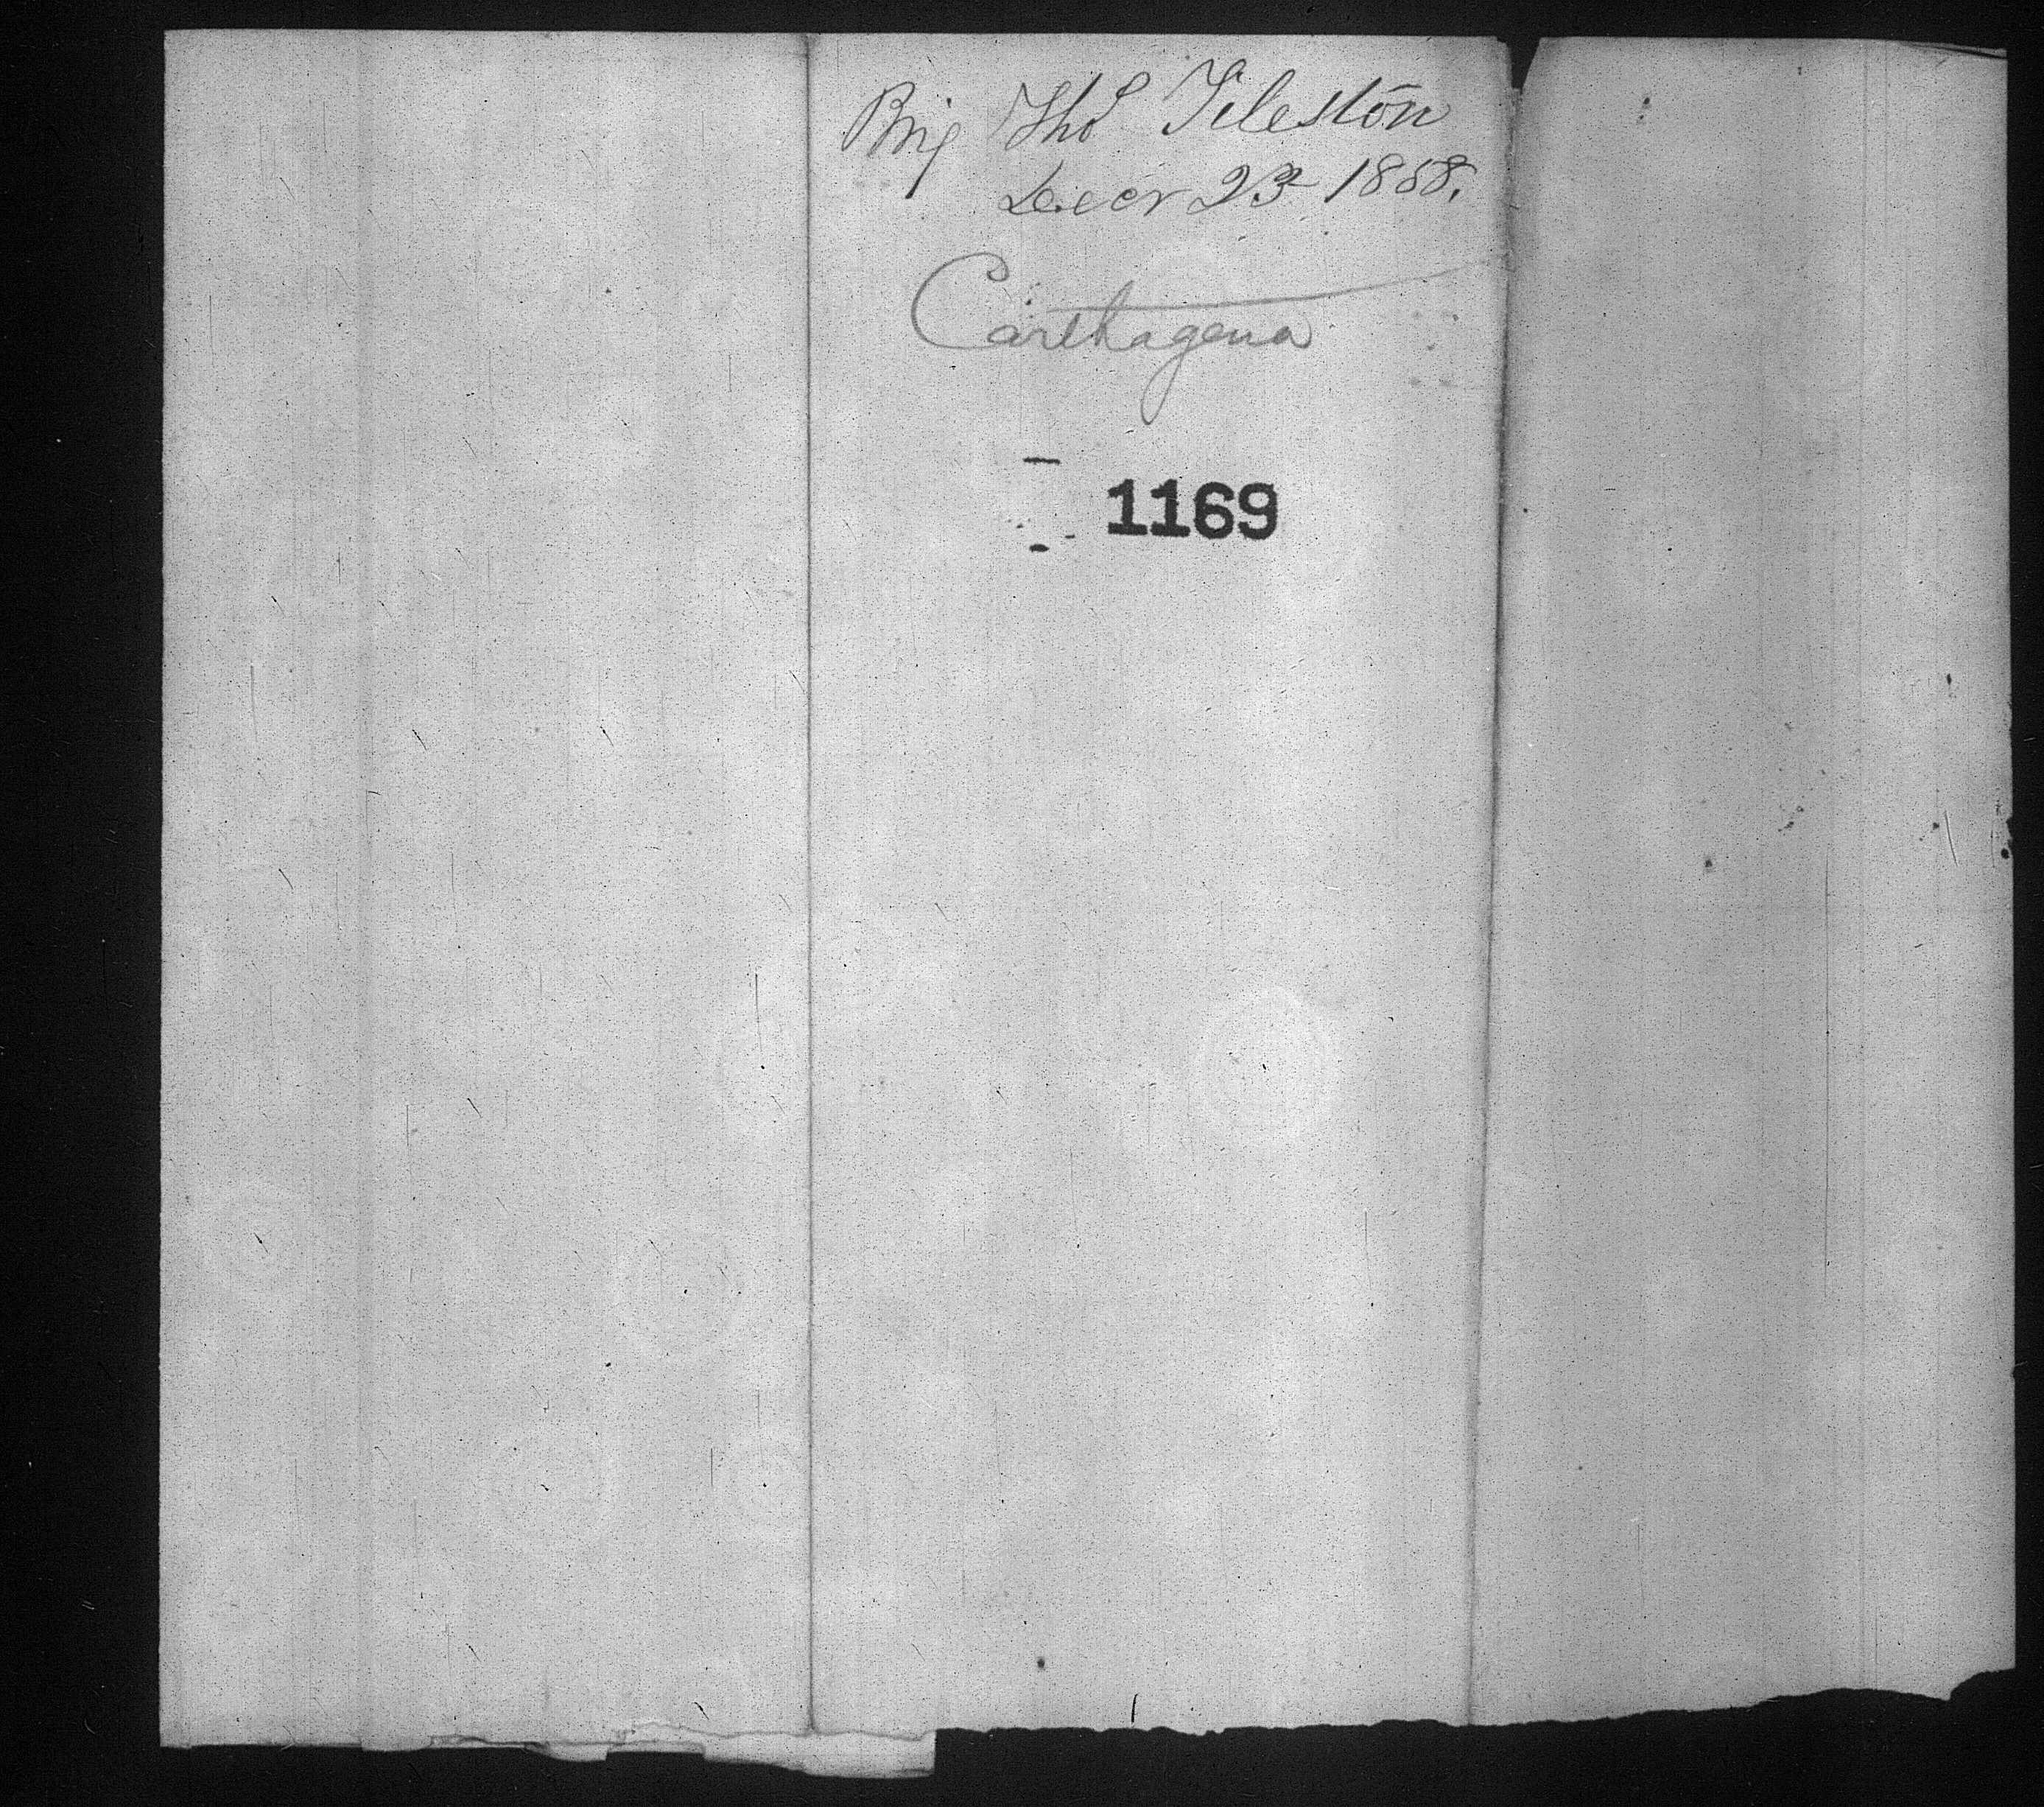 Brig Thos Tileston
Decr 23 1858.
Carthagena
1169